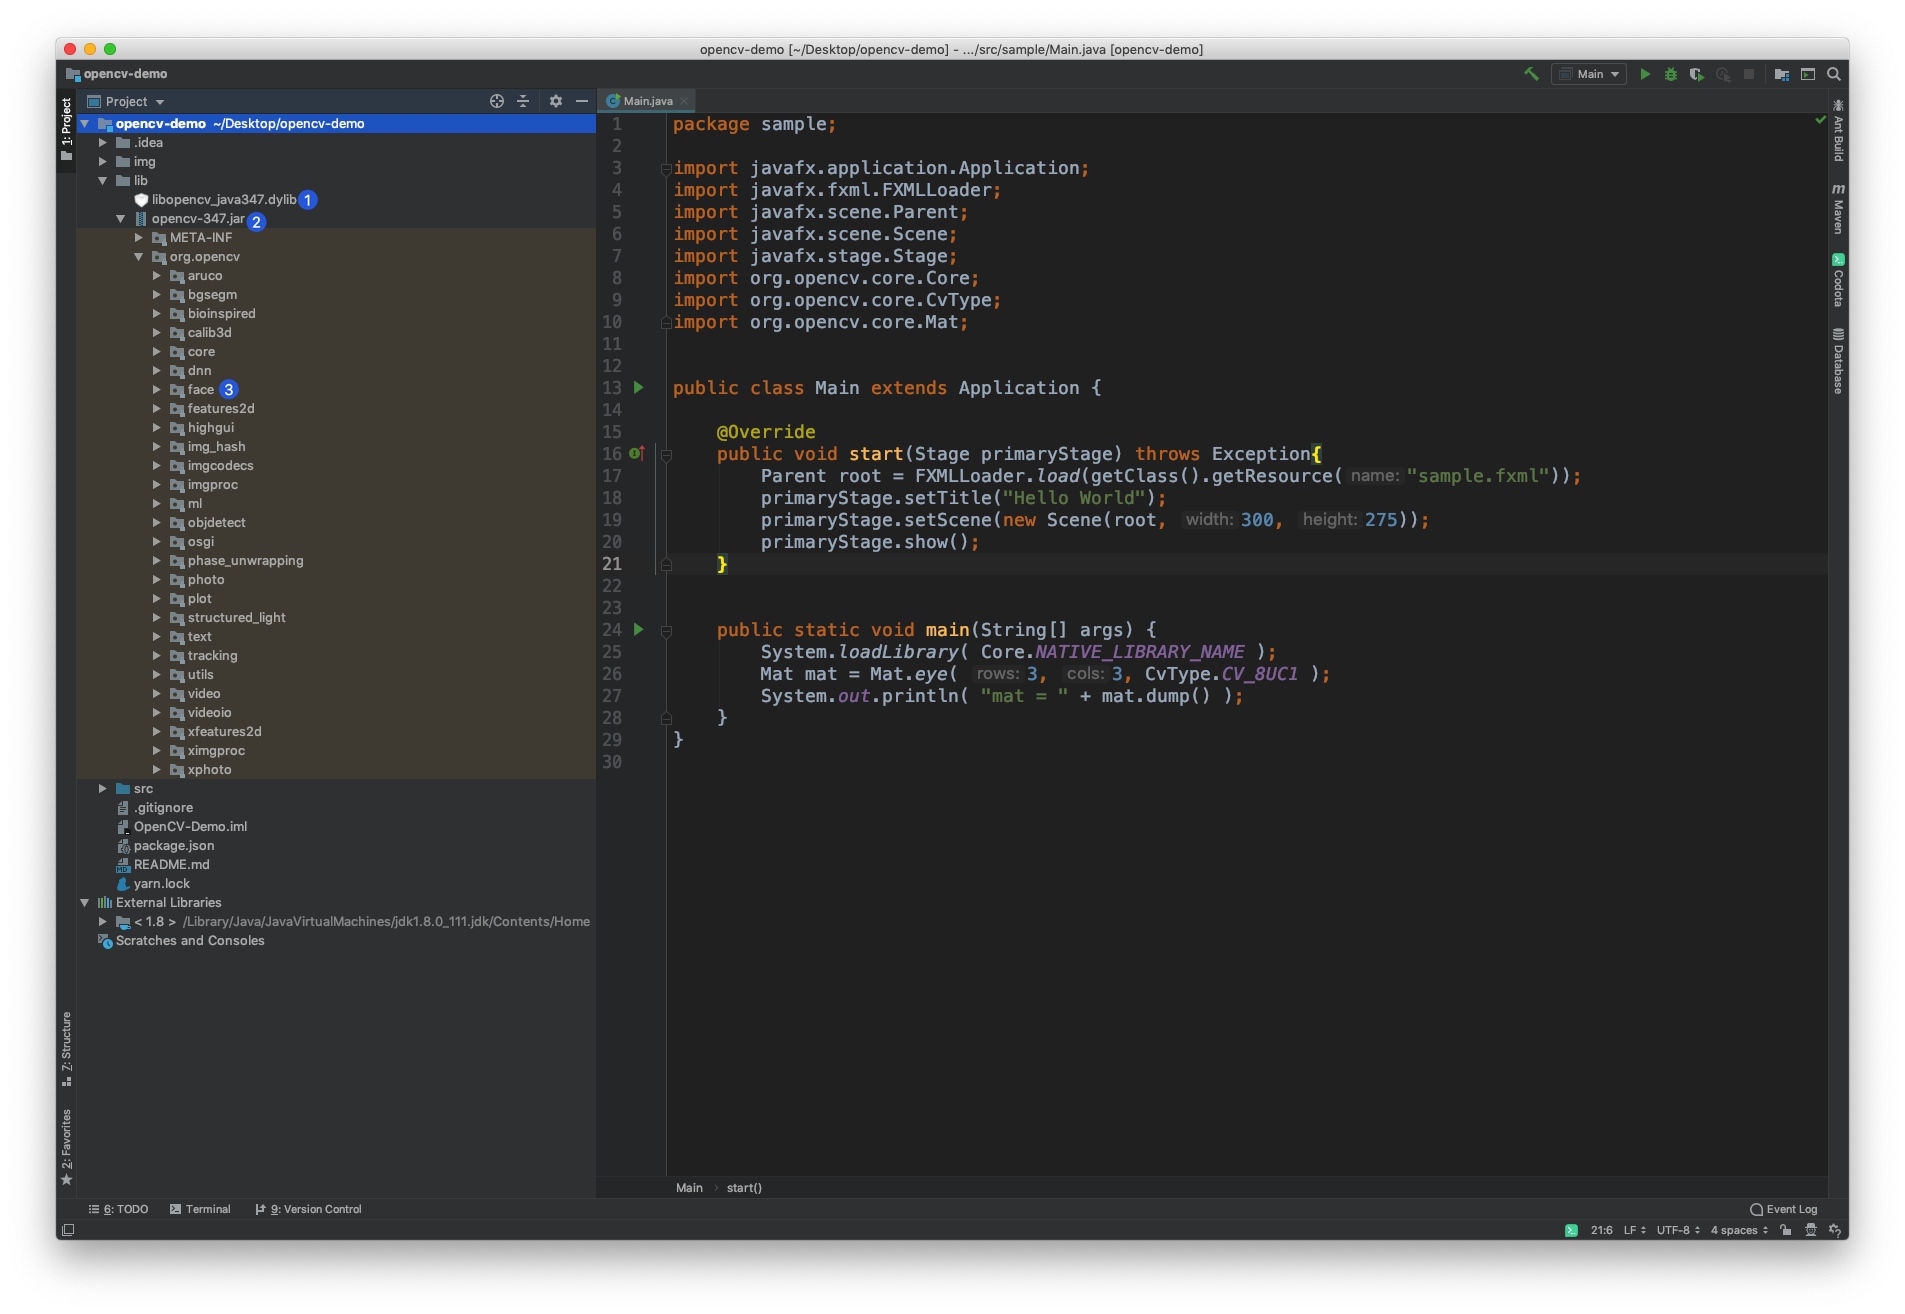 opencv-demo [~/Desktop/opencv-demo] - .../src/sample/Main.java [opencv-demo]
opencv-demo
Main
1: Project
Project
Main.java
opencv-demo ~/Desktop/opencv-demo
.idea
img
lib
libopencv_java347.dylib 1
opencv-347.jar 2
META-INF
org.opencv
aruco
bgsegm
bioinspired
calib3d
core
dnn
face 3
features2d
highgui
img_hash
imgcodecs
imgproc
ml
objdetect
osgi
phase_unwrapping
photo
plot
structured_light
text
tracking
utils
video
videoio
xfeatures2d
ximgproc
xphoto
src
.gitignore
OpenCV-Demo.iml
package.json
README.md
yarn.lock
External Libraries
< 1.8 > /Library/Java/JavaVirtualMachines/jdk1.8.0_111.jdk/Contents/Home
Scratches and Consoles
Z: Structure
2: Favorites
1 package sample;
2
3 import javafx.application.Application;
4 import javafx.fxml.FXMLLoader;
5 import javafx.scene.Parent;
6 import javafx.scene.Scene;
7 import javafx.stage.Stage;
8 import org.opencv.core.Core;
9 import org.opencv.core.CvType;
10 import org.opencv.core.Mat;
11
12
13 public class Main extends Application {
14
15 @Override
16 public void start(Stage primaryStage) throws Exception{
17 Parent root = FXMLLoader.load(getClass().getResource( name: "sample.fxml"));
18 primaryStage.setTitle("Hello World");
19 primaryStage.setScene(new Scene(root, width: 300, height: 275));
20 primaryStage.show();
21 }
22
23
24 public static void main(String[] args) {
25 System.loadLibrary( Core.NATIVE_LIBRARY_NAME );
26 Mat mat = Mat.eye( rows: 3, cols: 3, CvType.CV_8UC1 );
27 System.out.println( "mat = " + mat.dump() );
28 }
29 }
30
Main › start()
Ant Build
m Maven
Codota
Database
6: TODO
Terminal
9: Version Control
Event Log
21:6 LF UTF-8 4 spaces